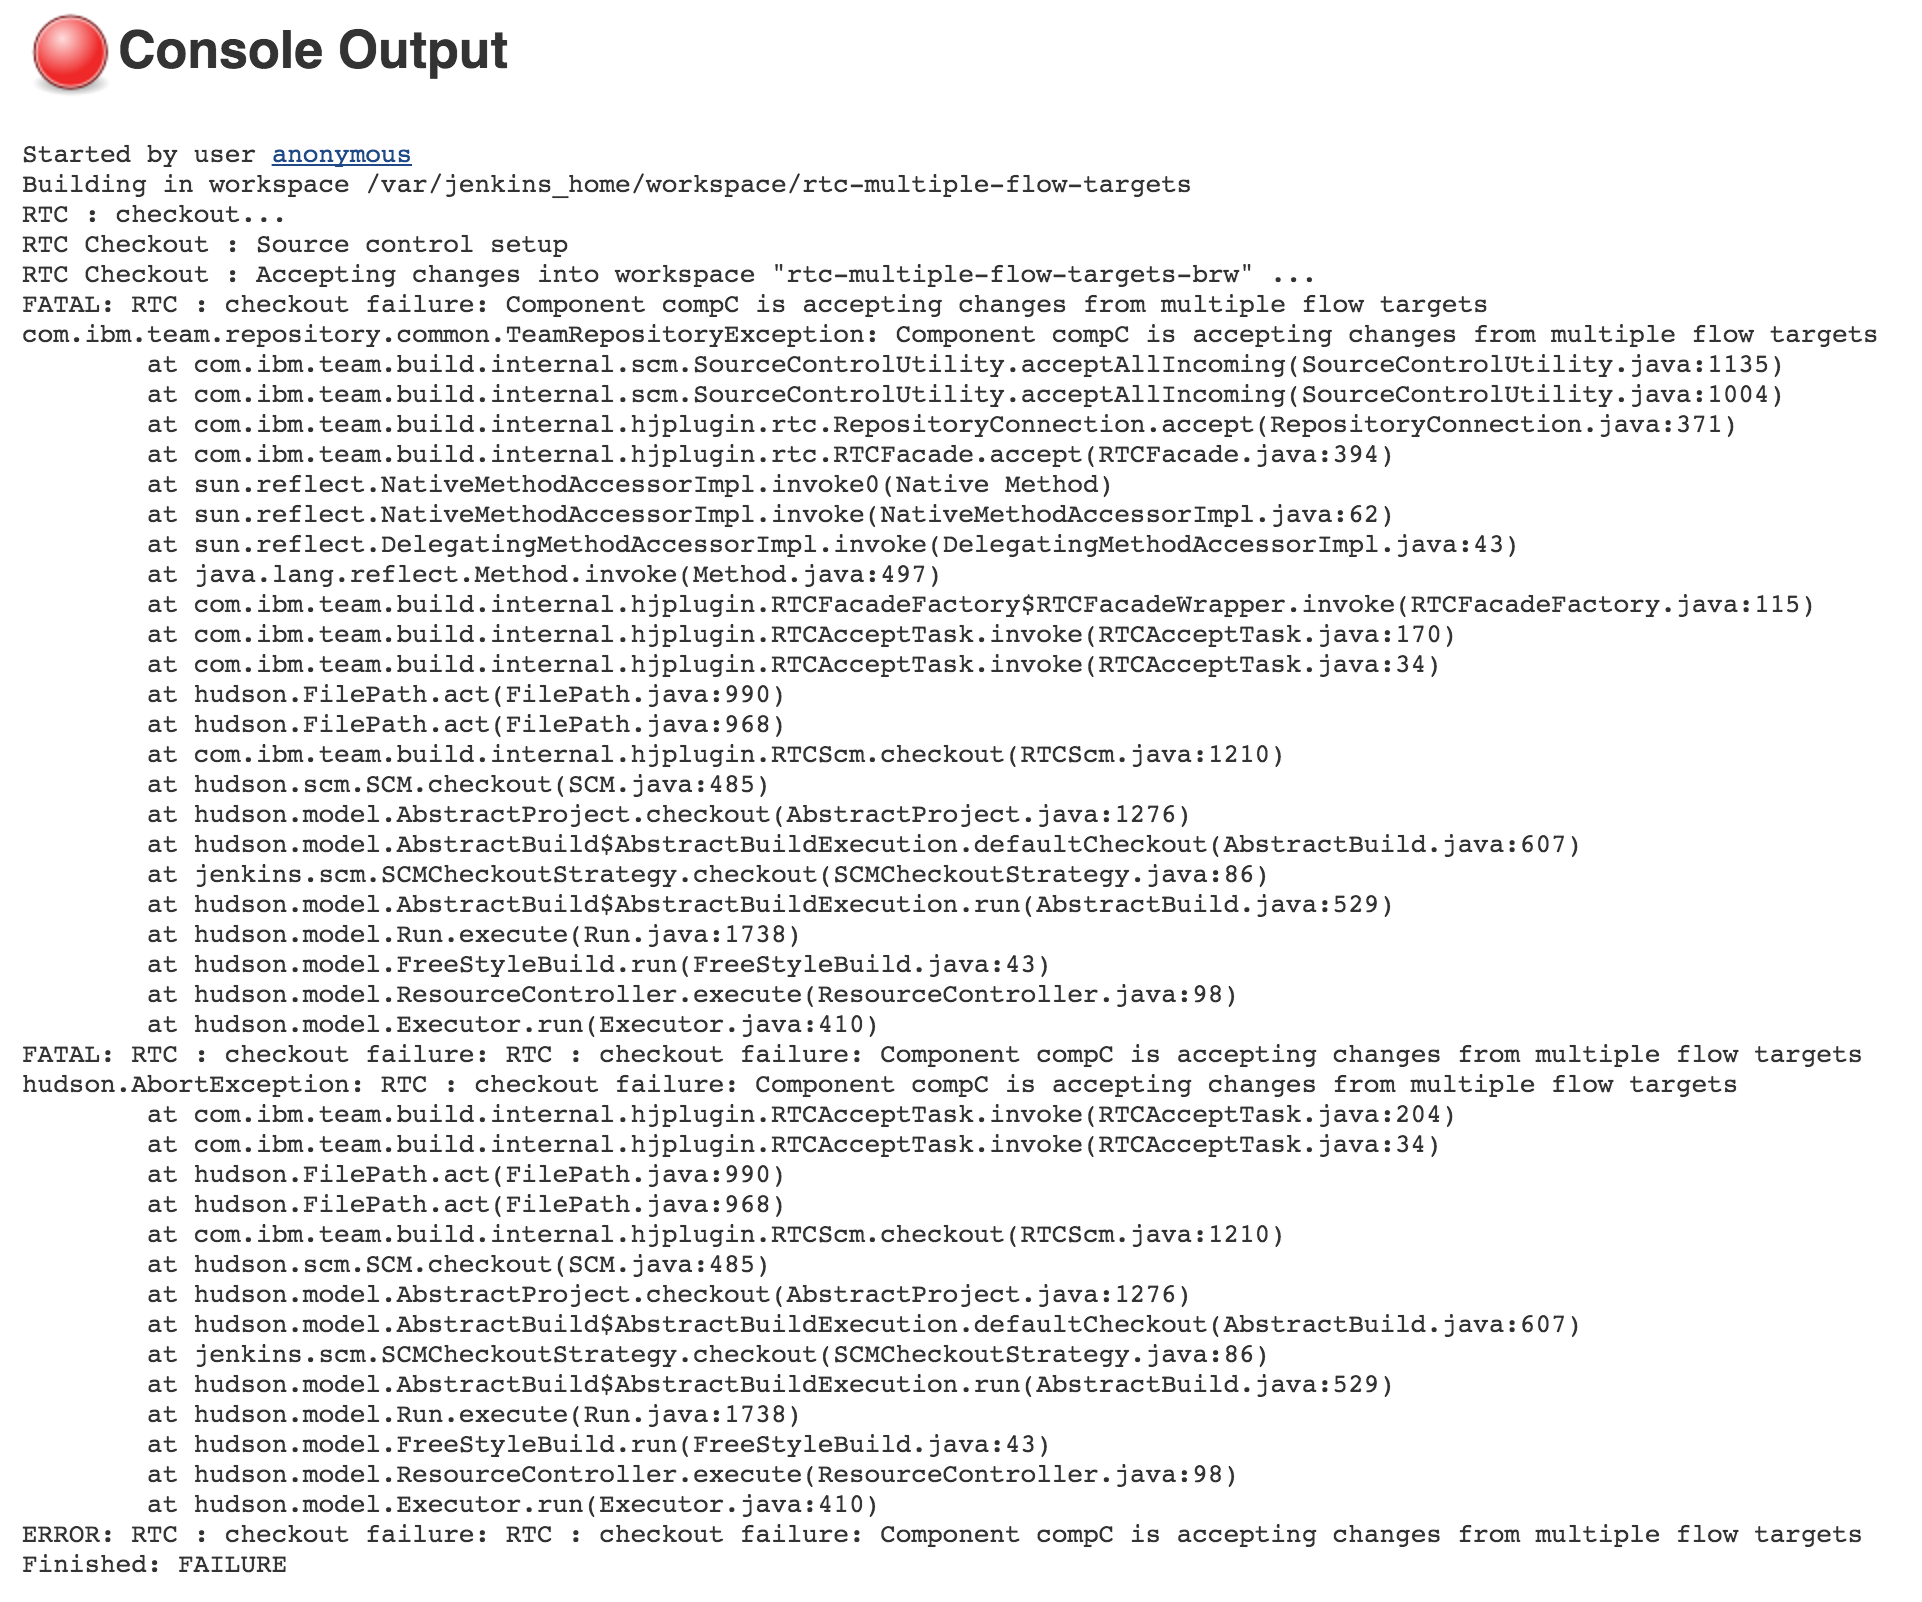 Console Output
Started by user anonymous
Building in workspace /var/jenkins_home/workspace/rtc-multiple-flow-targets
RTC : checkout...
RTC Checkout : Source control setup
RTC Checkout : Accepting changes into workspace "rtc-multiple-flow-targets-brw" ...
FATAL: RTC : checkout failure: Component compC is accepting changes from multiple flow targets
com.ibm.team.repository.common.TeamRepositoryException: Component compC is accepting changes from multiple flow targets
	at com.ibm.team.build.internal.scm.SourceControlUtility.acceptAllIncoming(SourceControlUtility.java:1135)
	at com.ibm.team.build.internal.scm.SourceControlUtility.acceptAllIncoming(SourceControlUtility.java:1004)
	at com.ibm.team.build.internal.hjplugin.rtc.RepositoryConnection.accept(RepositoryConnection.java:371)
	at com.ibm.team.build.internal.hjplugin.rtc.RTCFacade.accept(RTCFacade.java:394)
	at sun.reflect.NativeMethodAccessorImpl.invoke0(Native Method)
	at sun.reflect.NativeMethodAccessorImpl.invoke(NativeMethodAccessorImpl.java:62)
	at sun.reflect.DelegatingMethodAccessorImpl.invoke(DelegatingMethodAccessorImpl.java:43)
	at java.lang.reflect.Method.invoke(Method.java:497)
	at com.ibm.team.build.internal.hjplugin.RTCFacadeFactory$RTCFacadeWrapper.invoke(RTCFacadeFactory.java:115)
	at com.ibm.team.build.internal.hjplugin.RTCAcceptTask.invoke(RTCAcceptTask.java:170)
	at com.ibm.team.build.internal.hjplugin.RTCAcceptTask.invoke(RTCAcceptTask.java:34)
	at hudson.FilePath.act(FilePath.java:990)
	at hudson.FilePath.act(FilePath.java:968)
	at com.ibm.team.build.internal.hjplugin.RTCScm.checkout(RTCScm.java:1210)
	at hudson.scm.SCM.checkout(SCM.java:485)
	at hudson.model.AbstractProject.checkout(AbstractProject.java:1276)
	at hudson.model.AbstractBuild$AbstractBuildExecution.defaultCheckout(AbstractBuild.java:607)
	at jenkins.scm.SCMCheckoutStrategy.checkout(SCMCheckoutStrategy.java:86)
	at hudson.model.AbstractBuild$AbstractBuildExecution.run(AbstractBuild.java:529)
	at hudson.model.Run.execute(Run.java:1738)
	at hudson.model.FreeStyleBuild.run(FreeStyleBuild.java:43)
	at hudson.model.ResourceController.execute(ResourceController.java:98)
	at hudson.model.Executor.run(Executor.java:410)
FATAL: RTC : checkout failure: RTC : checkout failure: Component compC is accepting changes from multiple flow targets
hudson.AbortException: RTC : checkout failure: Component compC is accepting changes from multiple flow targets
	at com.ibm.team.build.internal.hjplugin.RTCAcceptTask.invoke(RTCAcceptTask.java:204)
	at com.ibm.team.build.internal.hjplugin.RTCAcceptTask.invoke(RTCAcceptTask.java:34)
	at hudson.FilePath.act(FilePath.java:990)
	at hudson.FilePath.act(FilePath.java:968)
	at com.ibm.team.build.internal.hjplugin.RTCScm.checkout(RTCScm.java:1210)
	at hudson.scm.SCM.checkout(SCM.java:485)
	at hudson.model.AbstractProject.checkout(AbstractProject.java:1276)
	at hudson.model.AbstractBuild$AbstractBuildExecution.defaultCheckout(AbstractBuild.java:607)
	at jenkins.scm.SCMCheckoutStrategy.checkout(SCMCheckoutStrategy.java:86)
	at hudson.model.AbstractBuild$AbstractBuildExecution.run(AbstractBuild.java:529)
	at hudson.model.Run.execute(Run.java:1738)
	at hudson.model.FreeStyleBuild.run(FreeStyleBuild.java:43)
	at hudson.model.ResourceController.execute(ResourceController.java:98)
	at hudson.model.Executor.run(Executor.java:410)
ERROR: RTC : checkout failure: RTC : checkout failure: Component compC is accepting changes from multiple flow targets
Finished: FAILURE